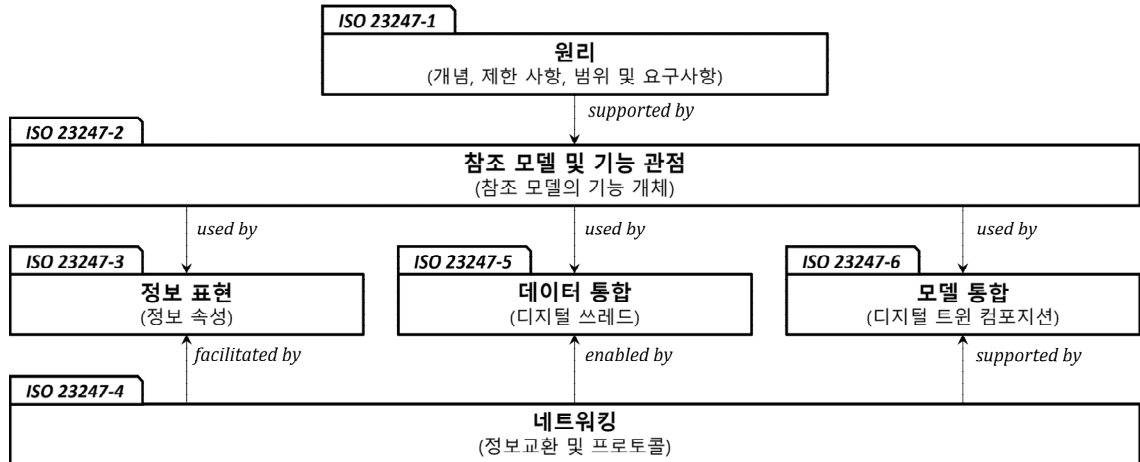 ISO 23247-1
원리
(개념, 제한 사항, 범위 및 요구사항)
supported by
ISO 23247-2
참조 모델 및 기능 관점
(참조 모델의 기능 개체)
used by
used by
used by
ISO 23247-3
정보 표현
(정보 속성)
ISO 23247-5
데이터 통합
(디지털 쓰레드)
ISO 23247-6
모델 통합
(디지털 트윈 컴포지션)
facilitated by
enabled by
supported by
ISO 23247-4
네트워킹
(정보교환 및 프로토콜)